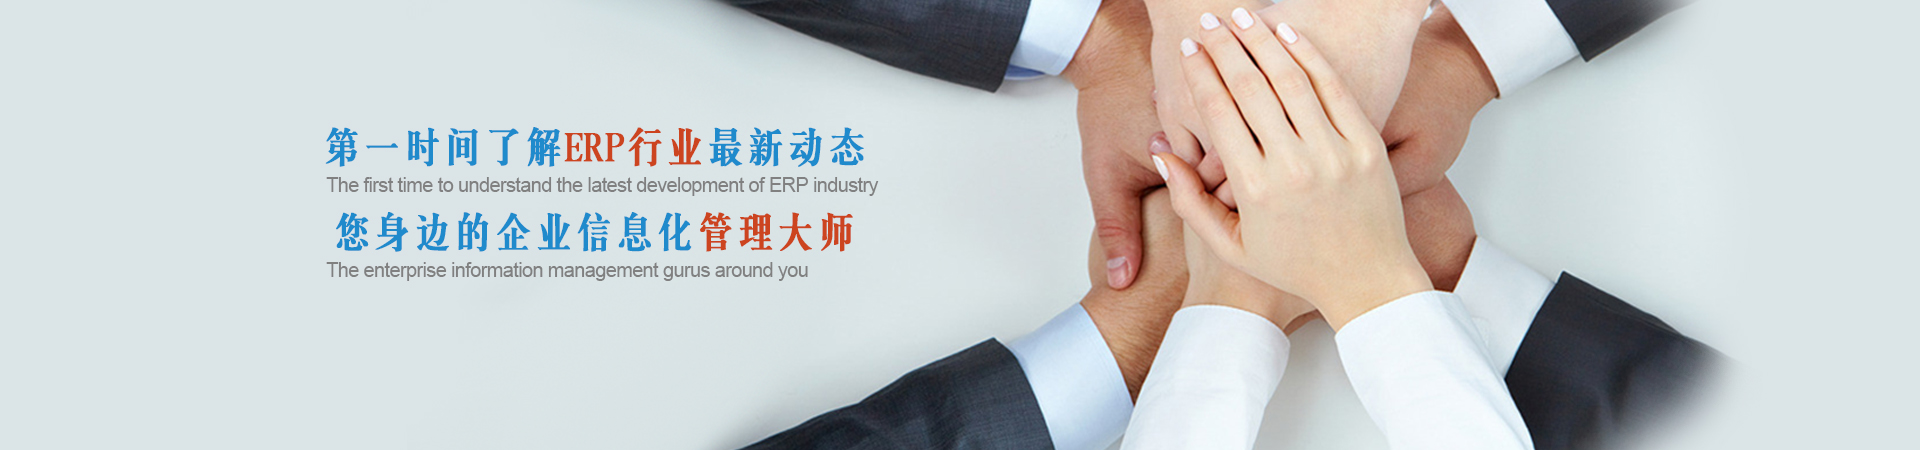 第一时间了解ERP行业最新动态
The first time to understand the latest development of ERP industry
您身边的企业信息化管理大师
The enterprise information management gurus around you